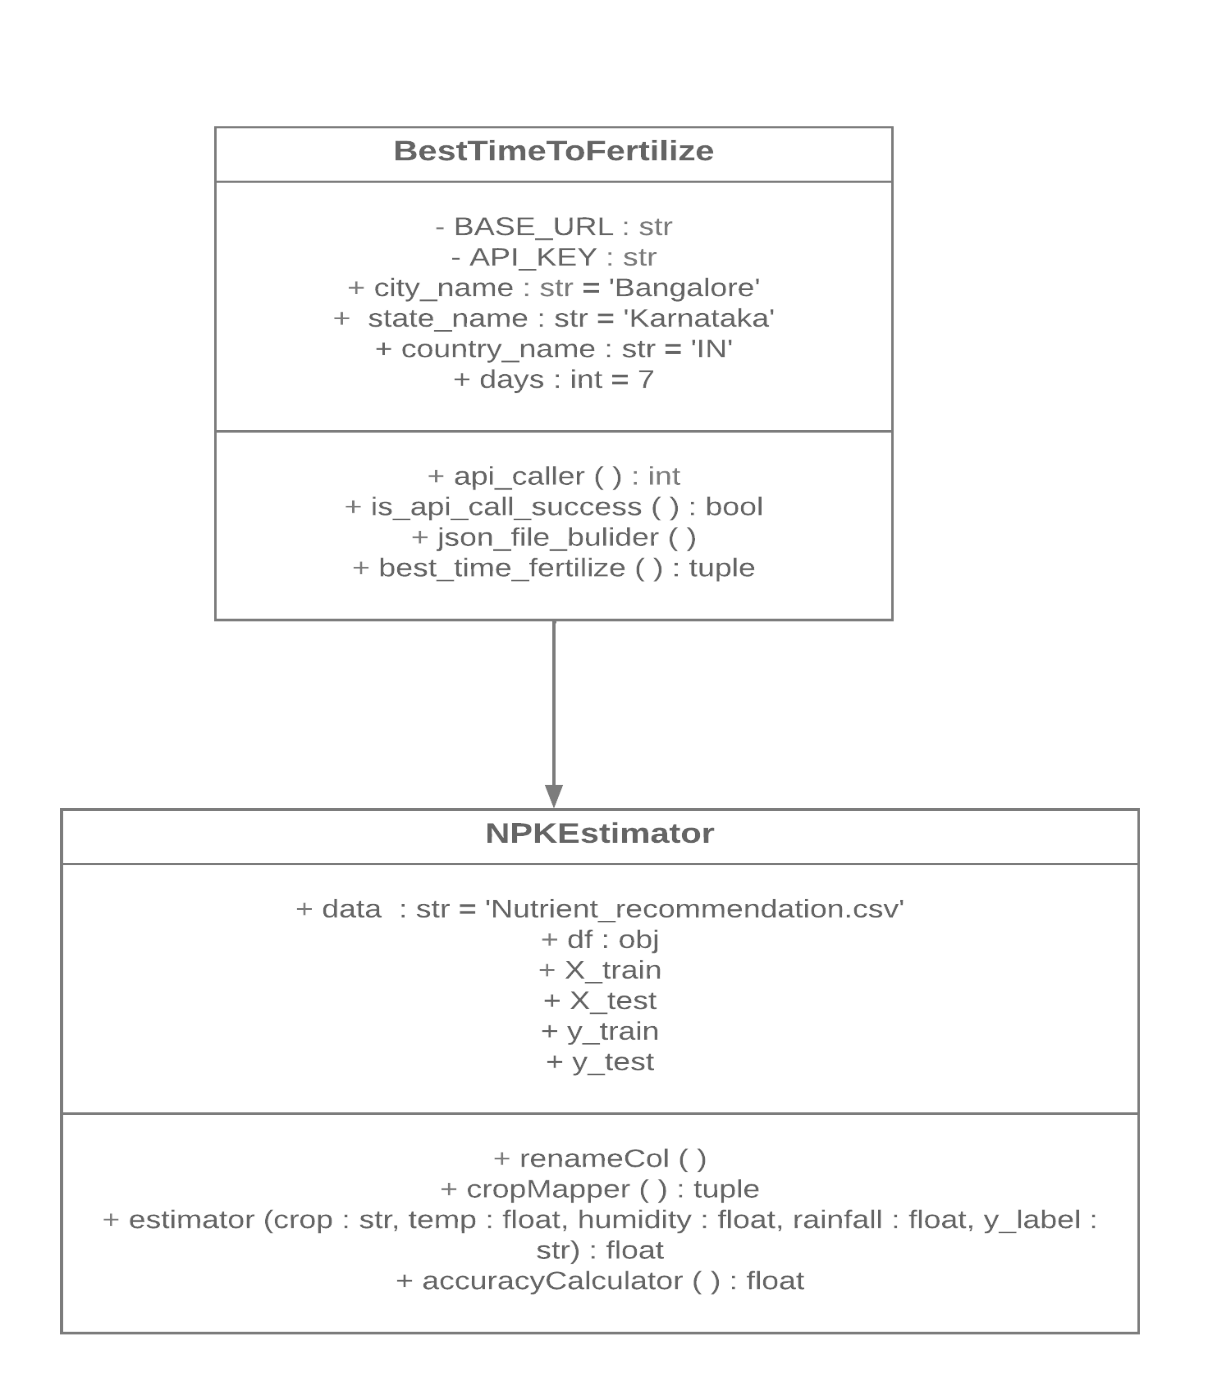 BestTimeToFertilize
- BASE_URL : str
- API_KEY : str
+ city_name : str = 'Bangalore'
+ state_name : str = 'Karnataka'
+ country_name : str = 'IN'
+ days : int = 7
+ api_caller ( ) : int
+ is_api_call_success ( ) : bool
+ json_file_bulider ( )
+ best_time_fertilize ( ) : tuple
NPKEstimator
+ data : str = 'Nutrient_recommendation.csv'
+ df : obj
+ X_train
+ X_test
+ y_train
+ y_test
+ renameCol ( )
+ cropMapper ( ) : tuple
+ estimator (crop : str, temp : float, humidity : float, rainfall : float, y_label :
str) : float
+ accuracyCalculator ( ) : float